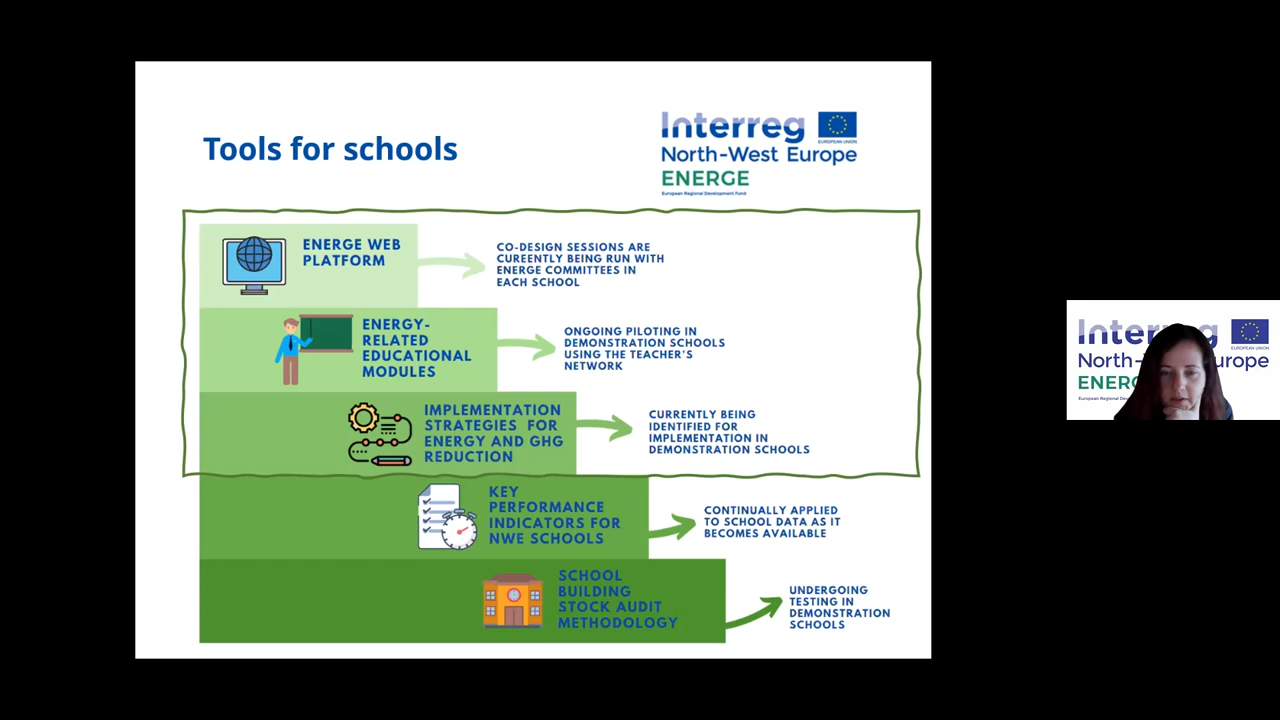 Tools for schools
Interreg
EUROPEAN UNION
North-West Europe
ENERGE
European Regional Development Fund
ENERGE WEB
PLATFORM
CO-DESIGN SESSIONS ARE
CUREENTLY BEING RUN WITH
ENERGE COMMITTEES IN
EACH SCHOOL
ENERGY-
RELATED
EDUCATIONAL
MODULES
ONGOING PILOTING IN
DEMONSTRATION SCHOOLS
USING THE TEACHER'S
NETWORK
IMPLEMENTATION
STRATEGIES FOR
ENERGY AND GHG
REDUCTION
CURRENTLY BEING
IDENTIFIED FOR
IMPLEMENTATION IN
DEMONSTRATION SCHOOLS
KEY
PERFORMANCE
INDICATORS FOR
NWE SCHOOLS
CONTINUALLY APPLIED
TO SCHOOL DATA AS IT
BECOMES AVAILABLE
SCHOOL
BUILDING
STOCK AUDIT
METHODOLOGY
UNDERGOING
TESTING IN
DEMONSTRATION
SCHOOLS
EUROPEAN UNION